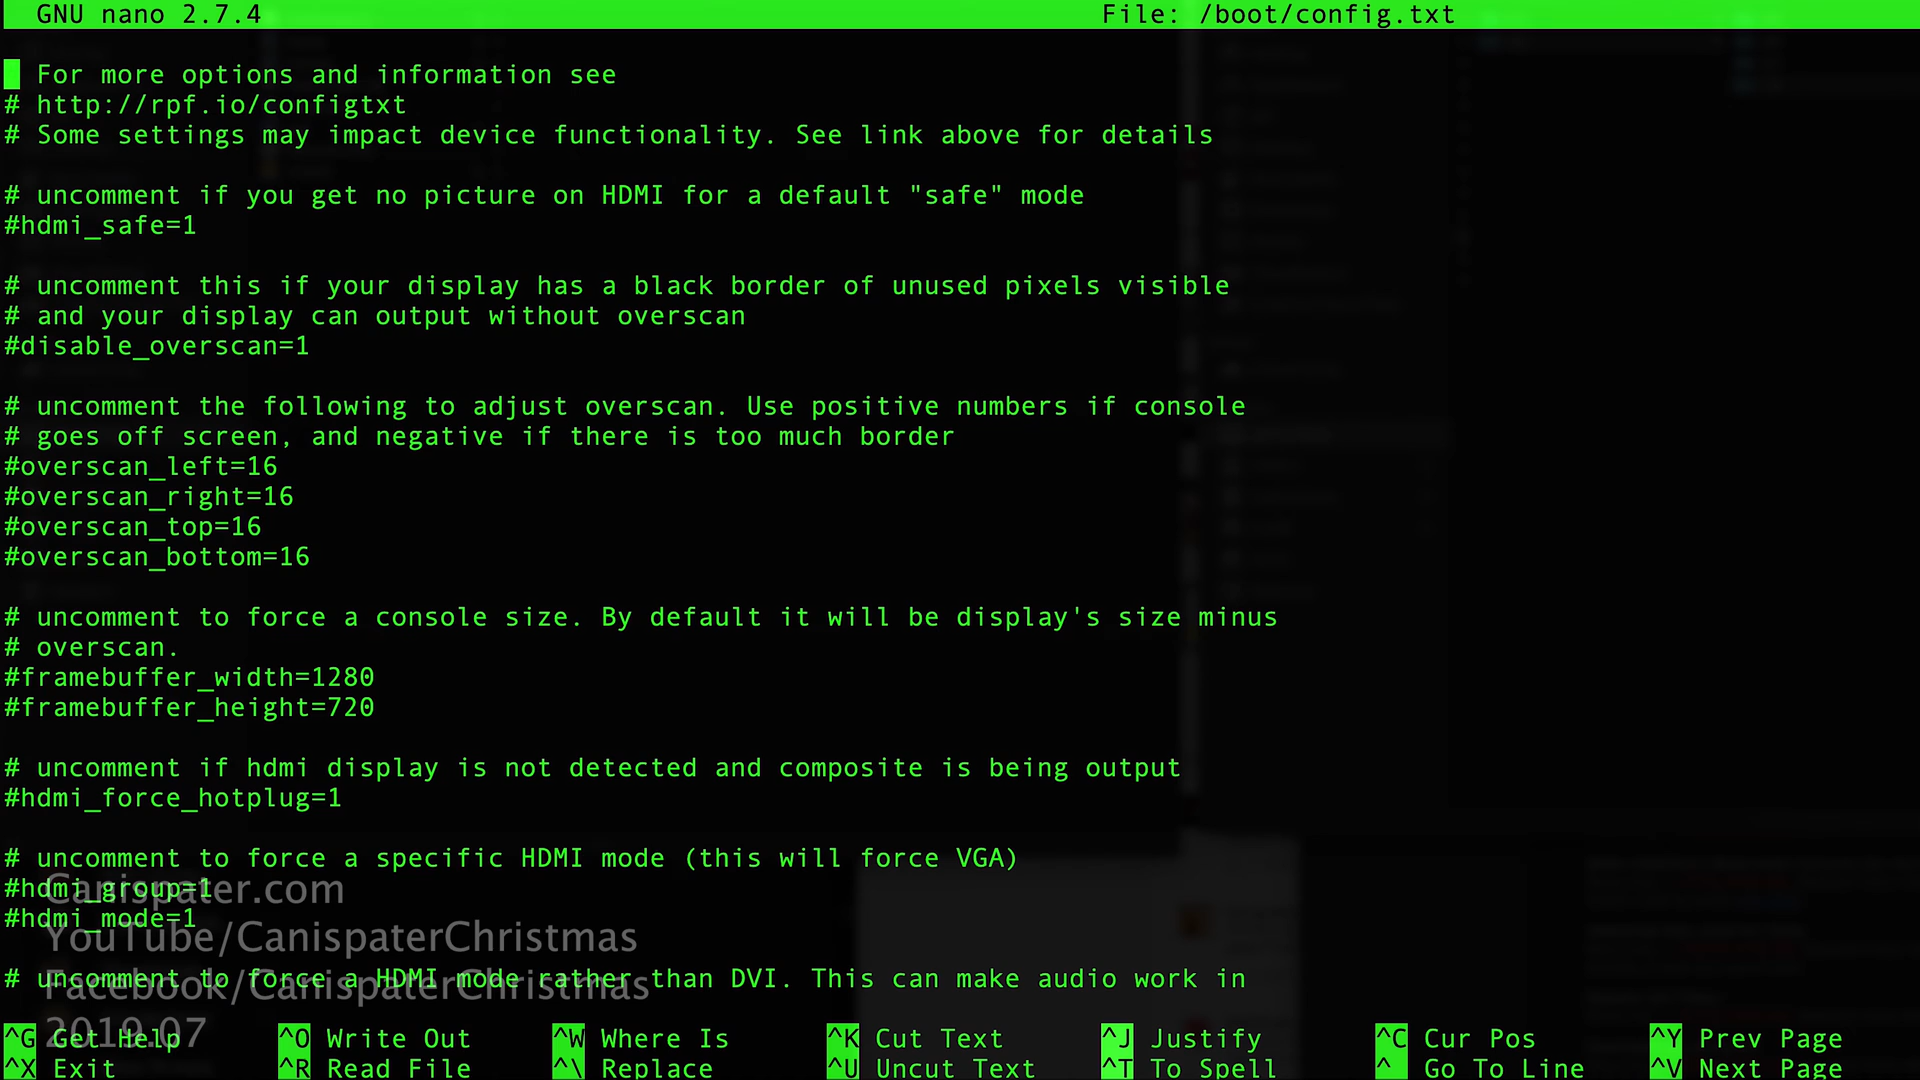 GNU nano 2.7.4 File: /boot/config.txt
For more options and information see
# http://rpf.io/configtxt
# Some settings may impact device functionality. See link above for details
# uncomment if you get no picture on HDMI for a default "safe" mode
#hdmi_safe=1
# uncomment this if your display has a black border of unused pixels visible
# and your display can output without overscan
#disable_overscan=1
# uncomment the following to adjust overscan. Use positive numbers if console
# goes off screen, and negative if there is too much border
#overscan_left=16
#overscan_right=16
#overscan_top=16
#overscan_bottom=16
# uncomment to force a console size. By default it will be display's size minus
# overscan.
#framebuffer_width=1280
#framebuffer_height=720
# uncomment if hdmi display is not detected and composite is being output
#hdmi_force_hotplug=1
# uncomment to force a specific HDMI mode (this will force VGA)
#hdmi_group=1
Canispater.com
#hdmi_mode=1
YouTube/CanispaterChristmas
# uncomment to force a HDMI mode rather than DVI. This can make audio work in
Facebook/CanispaterChristmas
2019.07
^G Get Help ^O Write Out ^W Where Is ^K Cut Text ^J Justify ^C Cur Pos ^Y Prev Page
^X Exit ^R Read File ^\ Replace ^U Uncut Text ^T To Spell ^_ Go To Line ^V Next Page